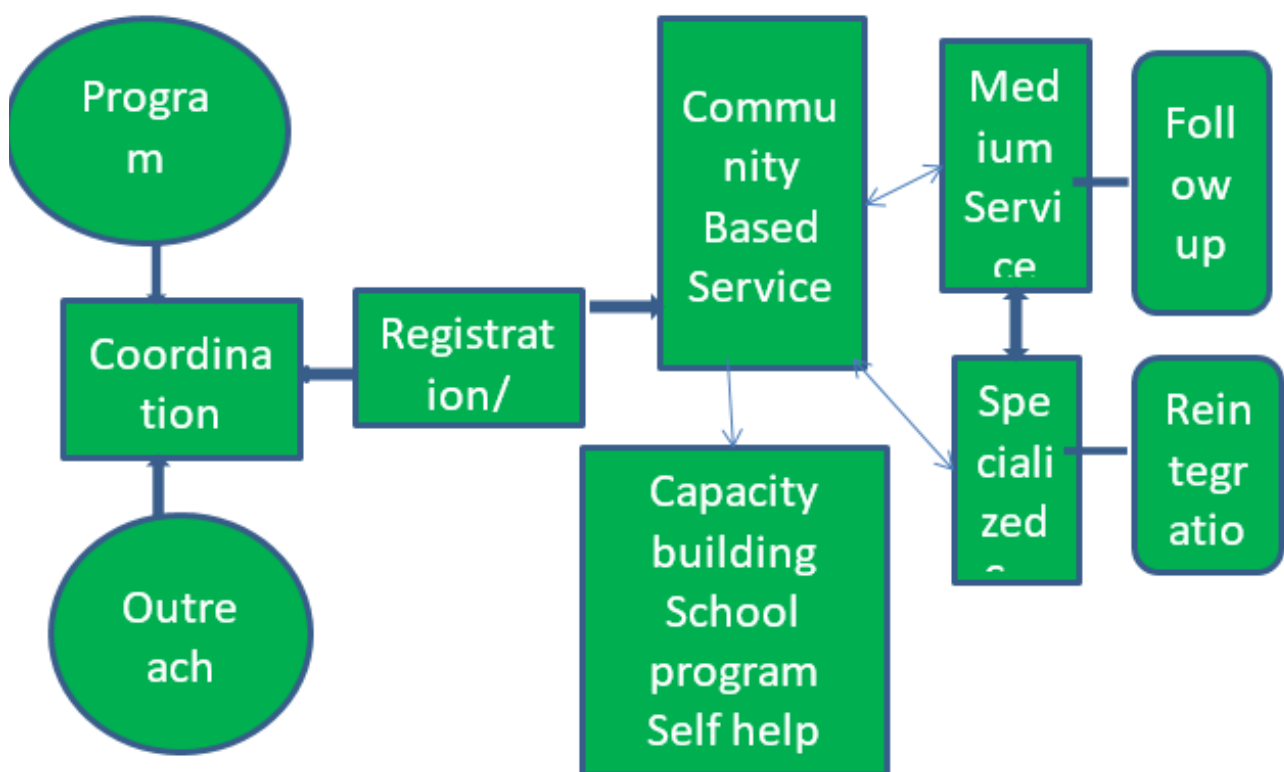 Progra
m
Coordina
tion
Outre
ach
Registrat
ion/
Commu
nity
Based
Service
Capacity
building
School
program
Self help
Med
ium
Servi
ce
Spe
ciali
zed
Foll
ow
up
Rein
tegr
atio